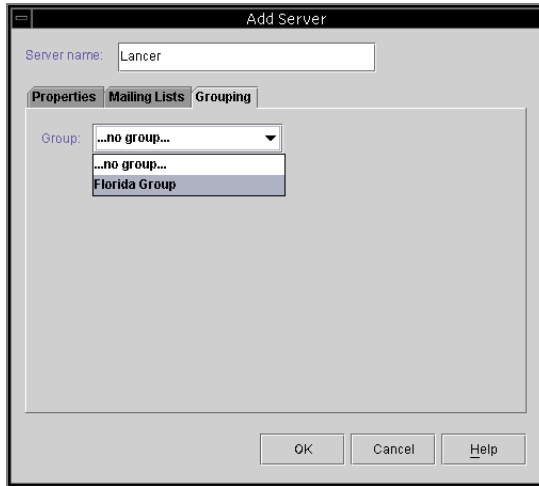 Add Server
Server name: Lancer
Properties Mailing Lists Grouping
Group: ...no group...
...no group...
Florida Group
OK Cancel Help